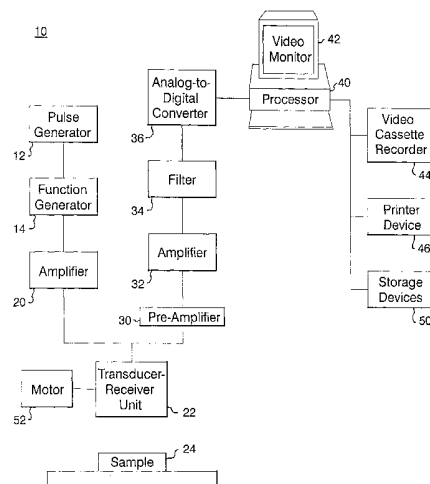 10
Video
Monitor
42
Analog-to-
Digital
Converter
36
40
Processor
Pulse
Generator
12
Video
Cassette
Recorder
44
Function
Generator
14
Filter
34
Printer
Device
46
Amplifier
20
Amplifier
32
Storage
Devices
50
30
Pre-Amplifier
Motor
52
Transducer-
Receiver
Unit
22
24
Sample